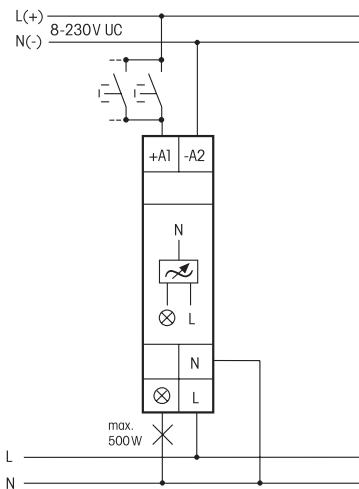 L(+)
8-230V UC
N(-)
+A1 -A2
N
L
N
L
max.
500W
L
N